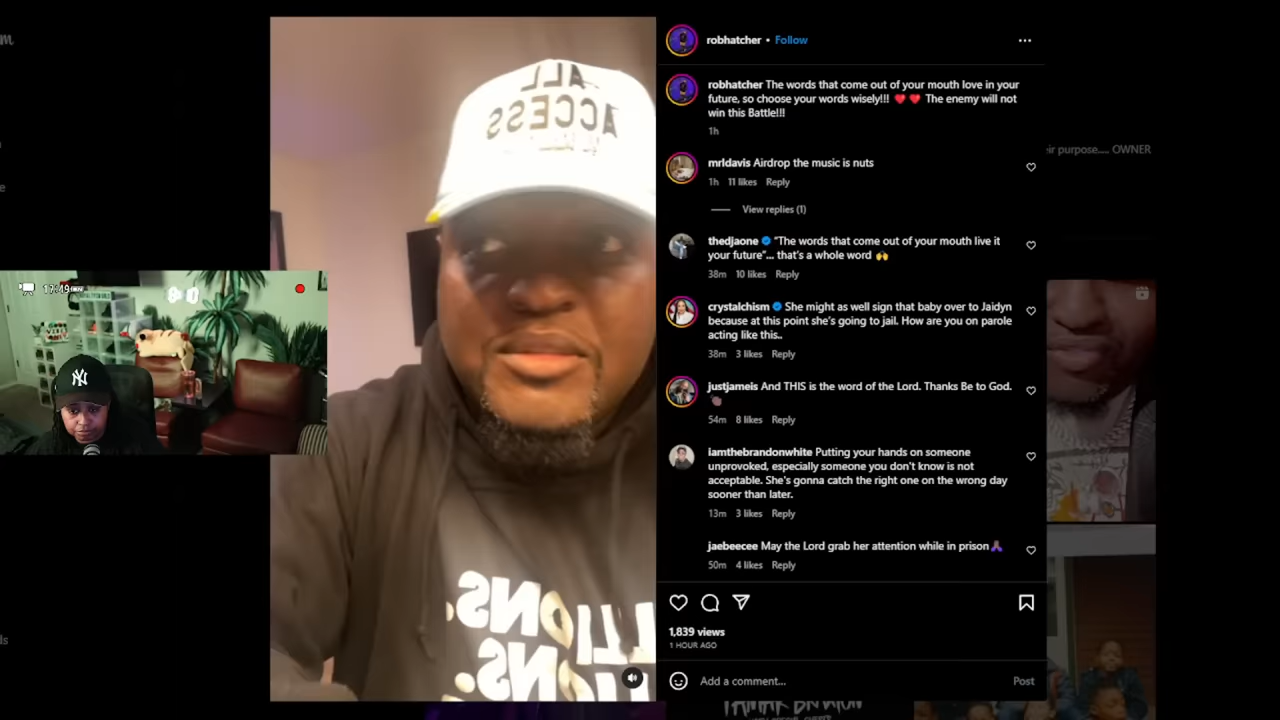 robhatcher • Follow
robhatcher The words that come out of your mouth love in your
future, so choose your words wisely!!! ❤️ ❤️ The enemy will not
win this Battle!!!
1h
mrldavis Airdrop the music is nuts
1h 11 likes Reply
View replies (1)
thedjaone "The words that come out of your mouth live it
your future"... that's a whole word 🙌
38m 10 likes Reply
crystalchism She might as well sign that baby over to Jaidyn
because at this point she's going to jail. How are you on parole
acting like this..
38m 3 likes Reply
justjameis And THIS is the word of the Lord. Thanks Be to God.
54m 8 likes Reply
iamthebrandonwhite Putting your hands on someone
unprovoked, especially someone you don't know is not
acceptable. She's gonna catch the right one on the wrong day
sooner than later.
13m 3 likes Reply
jaebeecee May the Lord grab her attention while in prison🙏🏾
50m 4 likes Reply
1,839 views
1 HOUR AGO
Add a comment...
Post
ALL
ACCESS
LLIONS.
LLIONS.
17:49
NY
eir purpose..... OWNER